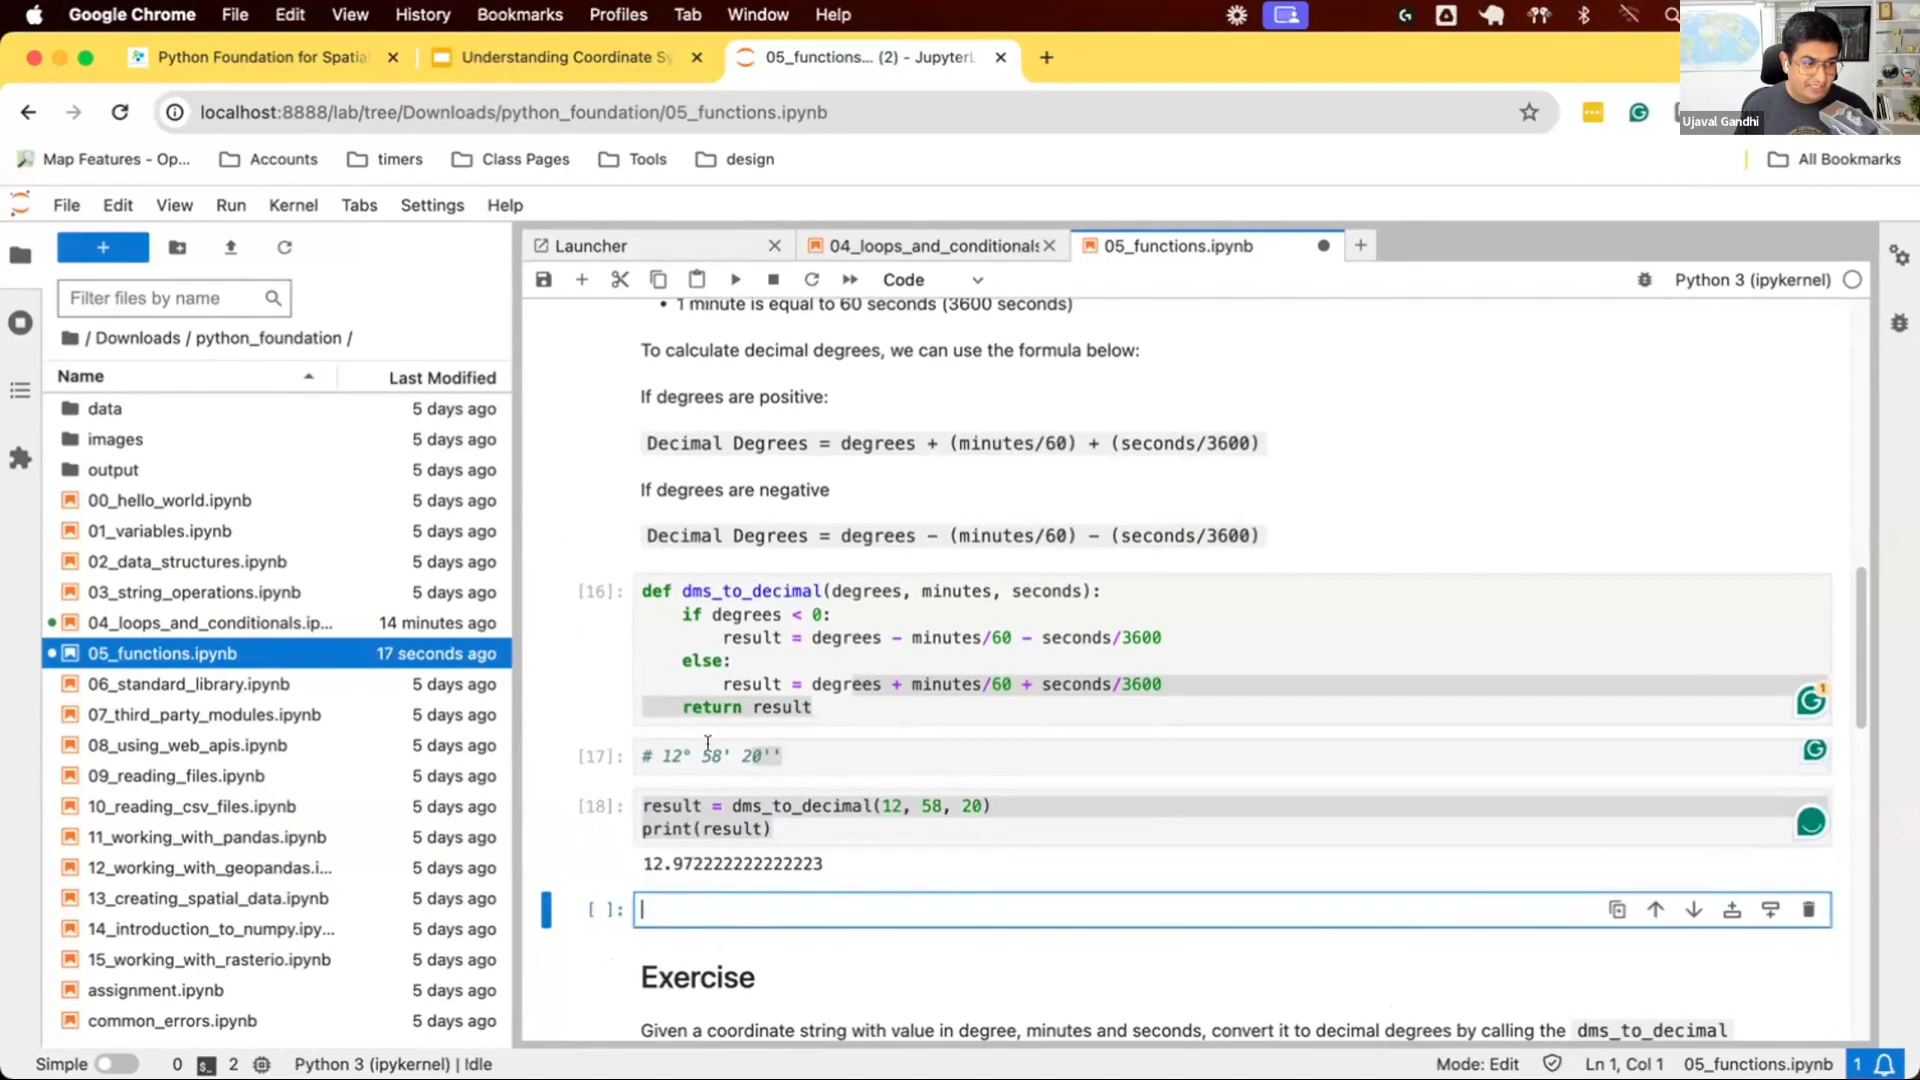 Google Chrome File Edit View History Bookmarks Profiles Tab Window Help
Python Foundation for Spatia
Understanding Coordinate Sy
05_functions... (2) - JupyterL
localhost:8888/lab/tree/Downloads/python_foundation/05_functions.ipynb
Ujaval Gandhi
Map Features - Op... Accounts timers Class Pages Tools design All Bookmarks
File Edit View Run Kernel Tabs Settings Help
Launcher 04_loops_and_conditionals 05_functions.ipynb
Code Python 3 (ipykernel)
Filter files by name
/ Downloads / python_foundation /
Name Last Modified
data 5 days ago
images 5 days ago
output 5 days ago
00_hello_world.ipynb 5 days ago
01_variables.ipynb 5 days ago
02_data_structures.ipynb 5 days ago
03_string_operations.ipynb 5 days ago
04_loops_and_conditionals.ip... 14 minutes ago
05_functions.ipynb 17 seconds ago
06_standard_library.ipynb 5 days ago
07_third_party_modules.ipynb 5 days ago
08_using_web_apis.ipynb 5 days ago
09_reading_files.ipynb 5 days ago
10_reading_csv_files.ipynb 5 days ago
11_working_with_pandas.ipynb 5 days ago
12_working_with_geopandas.i... 5 days ago
13_creating_spatial_data.ipynb 5 days ago
14_introduction_to_numpy.ipy... 5 days ago
15_working_with_rasterio.ipynb 5 days ago
assignment.ipynb 5 days ago
common_errors.ipynb 5 days ago
• 1 minute is equal to 60 seconds (3600 seconds)
To calculate decimal degrees, we can use the formula below:
If degrees are positive:
Decimal Degrees = degrees + (minutes/60) + (seconds/3600)
If degrees are negative
Decimal Degrees = degrees - (minutes/60) - (seconds/3600)
[16]: def dms_to_decimal(degrees, minutes, seconds):
if degrees < 0:
result = degrees - minutes/60 - seconds/3600
else:
result = degrees + minutes/60 + seconds/3600
return result
1
[17]: # 12° 58' 20''
[18]: result = dms_to_decimal(12, 58, 20)
print(result)
12.972222222222223
[ ]:
Exercise
Given a coordinate string with value in degree, minutes and seconds, convert it to decimal degrees by calling the dms_to_decimal
Simple 0 2 Python 3 (ipykernel) | Idle Mode: Edit Ln 1, Col 1 05_functions.ipynb 1